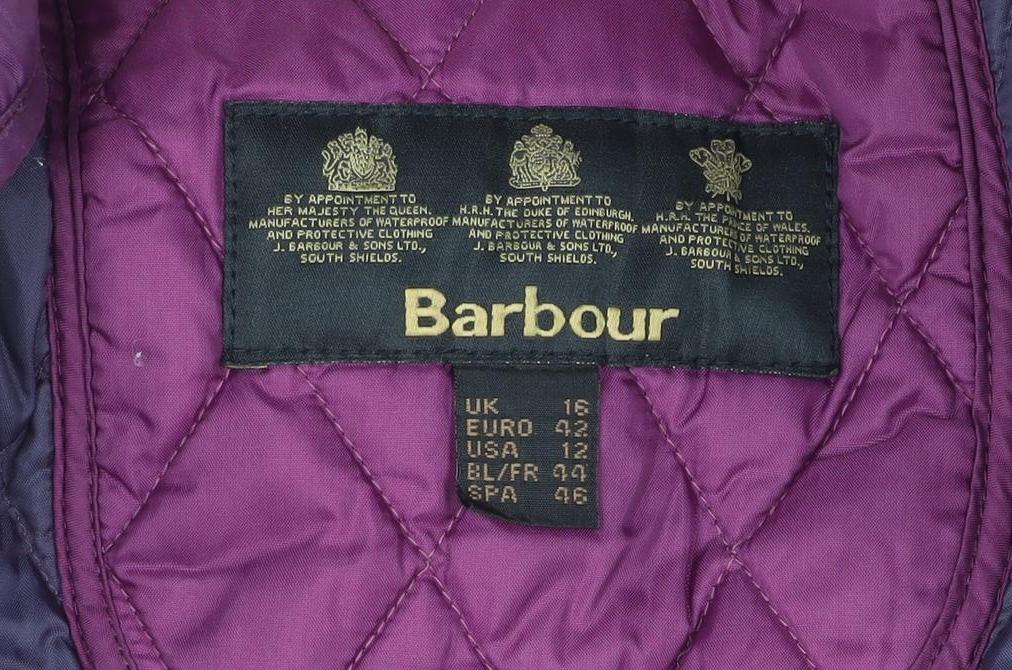 BY APPOINTMENT TO
HER MAJESTY THE QUEEN.
MANUFACTURERS OF WATERPROOF
AND PROTECTIVE CLOTHING
J. BARBOUR & SONS LTD.,
SOUTH SHIELDS.
BY APPOINTMENT TO
H.R.H. THE DUKE OF EDINBURGH,
MANUFACTURERS OF WATERPROOF
AND PROTECTIVE CLOTHING
J. BARBOUR & SONS LTD.,
SOUTH SHIELDS.
BY APPOINTMENT TO
H.R.H. THE PRINCE OF WALES.
MANUFACTURERS OF WATERPROOF
AND PROTECTIVE CLOTHING
J. BARBOUR & SONS LTD.,
SOUTH SHIELDS.
Barbour
UK 16
EURO 42
USA 12
BL/FR 44
SPA 46